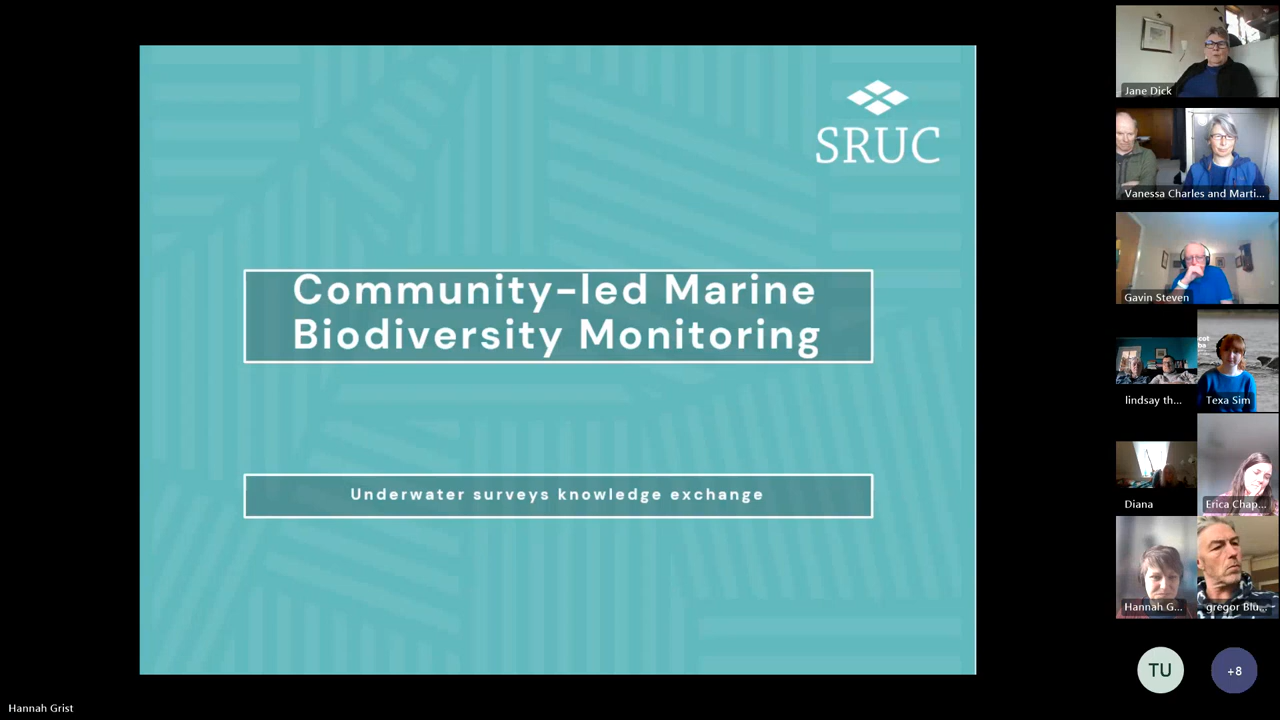 SRUC
Community-led Marine
Biodiversity Monitoring
Underwater surveys knowledge exchange
Jane Dick
Vanessa Charles and Marti...
Gavin Steven
lindsay th...
Texa Sim
Diana
Erica Chap...
Hannah G...
gregor Blu...
TU
+8
Hannah Grist